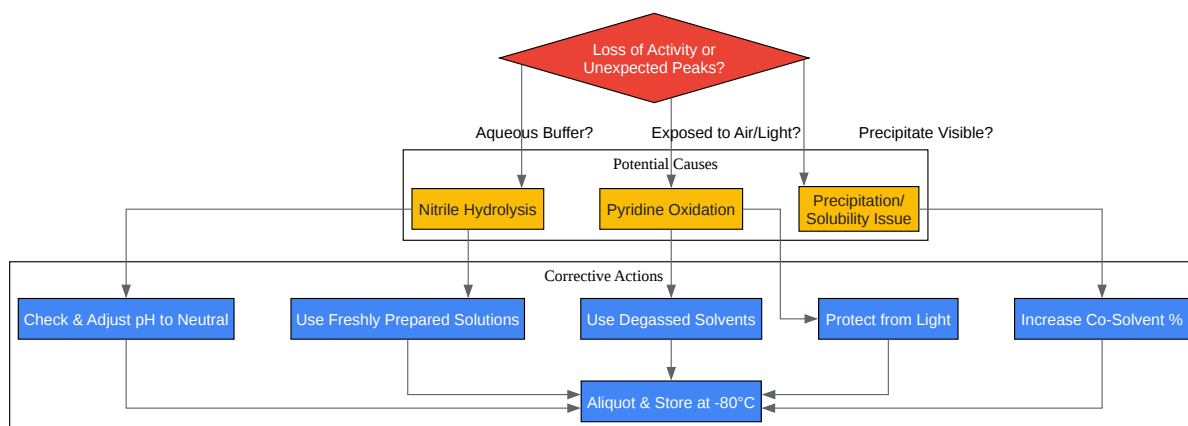 Loss of Activity or
Unexpected Peaks?
Aqueous Buffer?
Exposed to Air/Light?
Precipitate Visible?
Potential Causes
Nitrile Hydrolysis
Pyridine Oxidation
Precipitation/
Solubility Issue
Corrective Actions
Check & Adjust pH to Neutral
Use Freshly Prepared Solutions
Use Degassed Solvents
Protect from Light
Increase Co-Solvent %
Aliquot & Store at -80°C